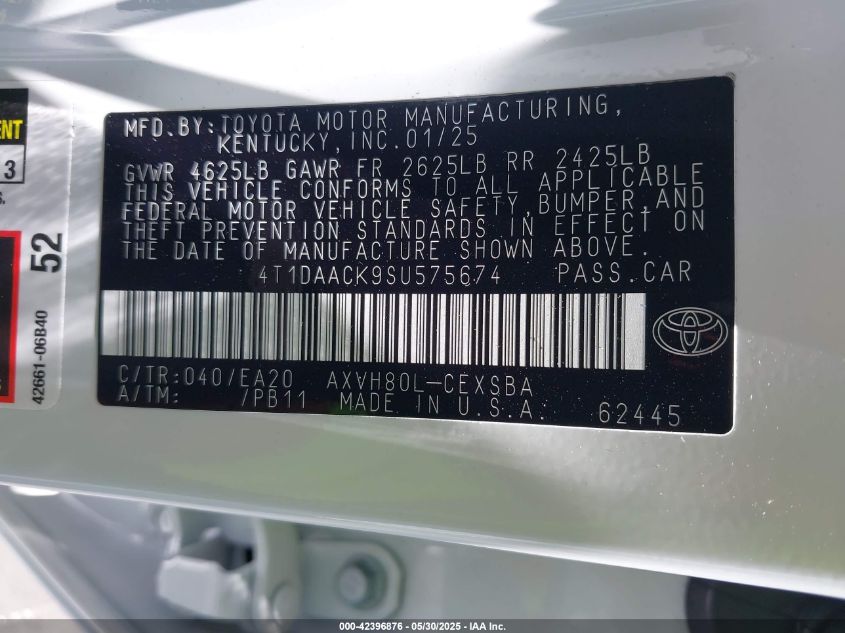 MFD.BY:TOYOTA MOTOR MANUFACTURING,
KENTUCKY, INC. 01/25
GVWR 4625LB GAWR FR 2625LB RR 2425LB
THIS VEHICLE CONFORMS TO ALL APPLICABLE
FEDERAL MOTOR VEHICLE SAFETY, BUMPER, AND
THEFT PREVENTION STANDARDS IN EFFECT ON
THE DATE OF MANUFACTURE SHOWN ABOVE.
4T1DAACK9SU575674 PASS.CAR
C/TR:040/EA20 AXVH80L-CEXSBA
A/TM: /PB11 MADE IN U.S.A. 62445
ENT
3
S.
52
42661-06B40
000-42396876 - 05/30/2025 - IAA Inc.